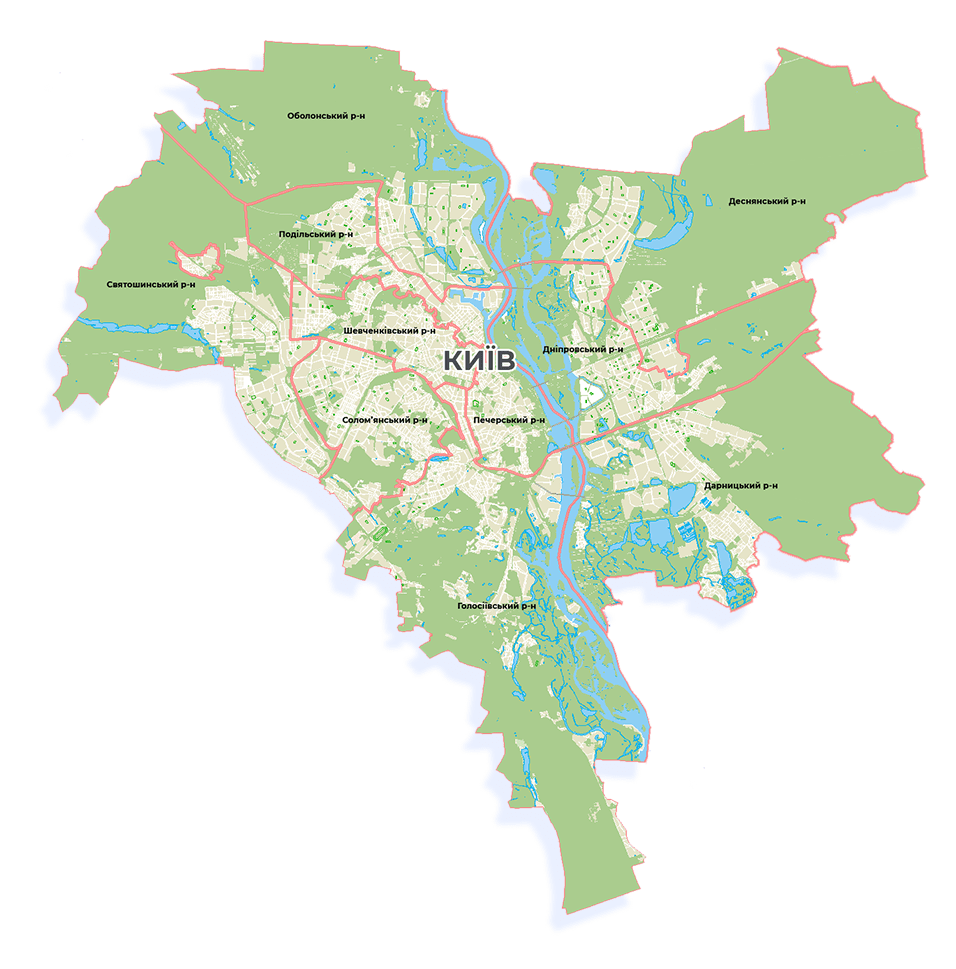 Оболонський р-н
Деснянський р-н
Подільський р-н
Святошинський р-н
Шевченківський р-н
КИЇВ
Дніпровський р-н
Солом'янський р-н
Печерський р-н
Дарницький р-н
Голосіївський р-н